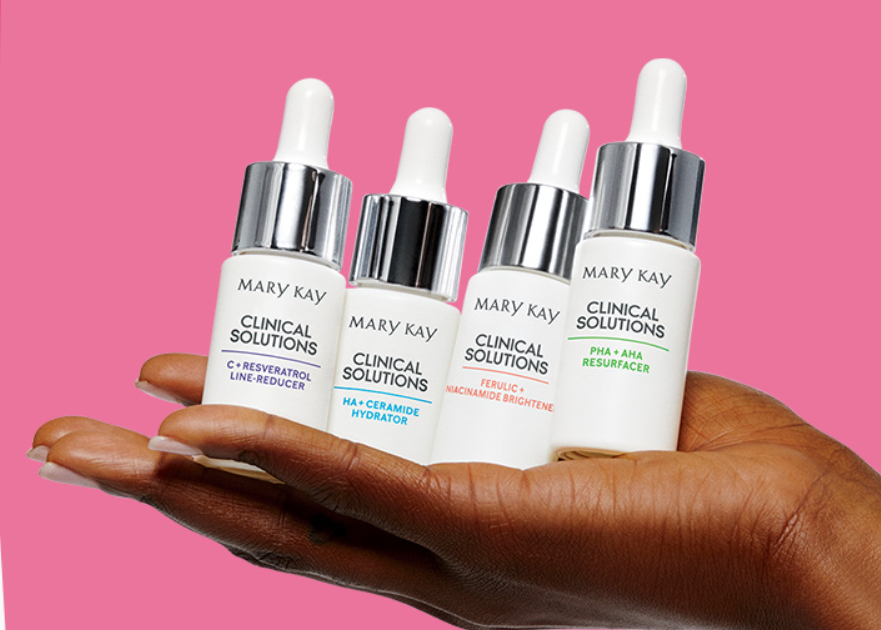 MARY KAY
CLINICAL
SOLUTIONS
C + RESVERATROL
LINE-REDUCER
MARY KAY
CLINICAL
SOLUTIONS
HA + CERAMIDE
HYDRATOR
MARY KAY
CLINICAL
SOLUTIONS
FERULIC +
NIACINAMIDE BRIGHTENE
MARY KAY
CLINICAL
SOLUTIONS
PHA + AHA
RESURFACER